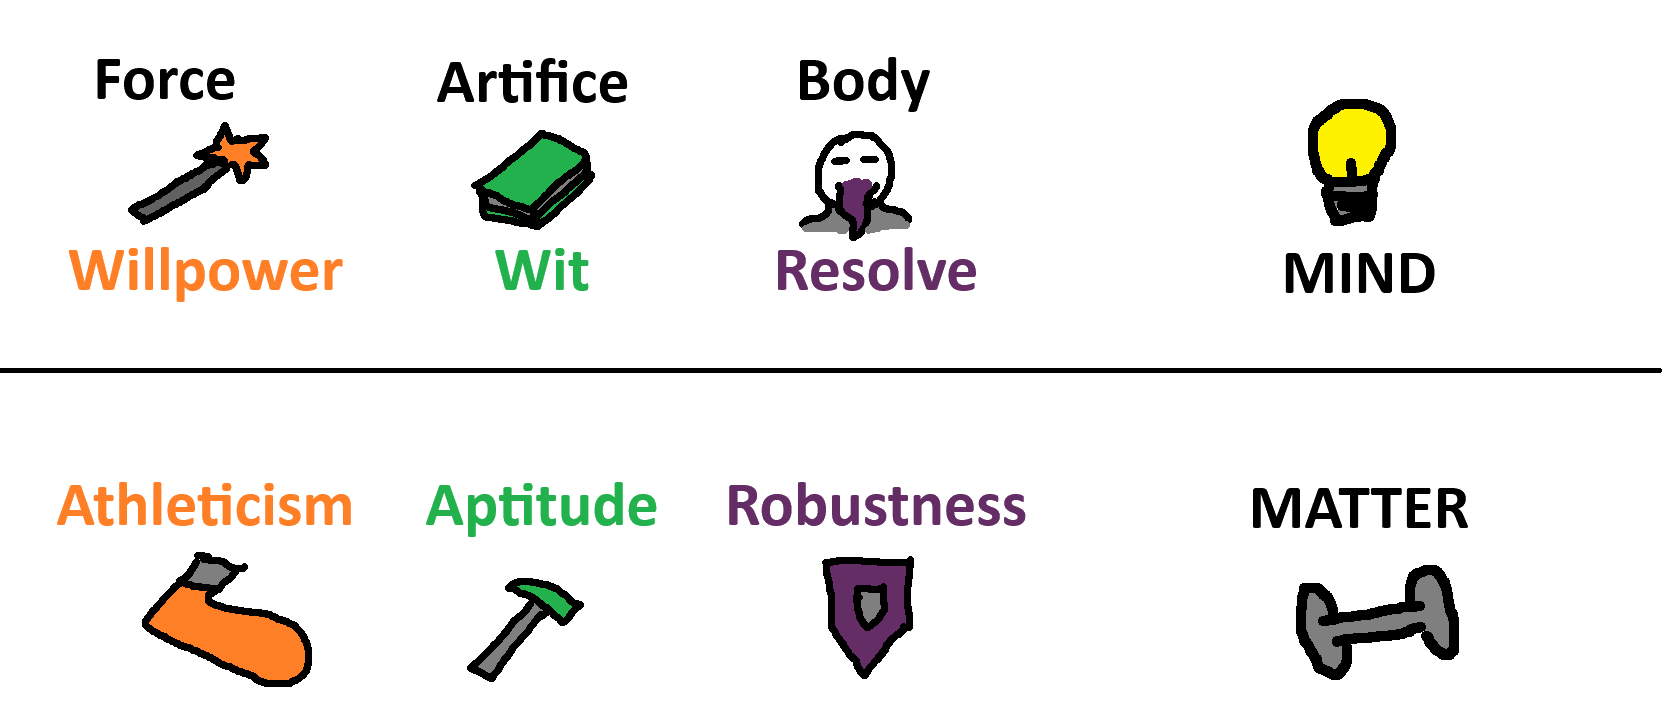 Force Artifice Body
Willpower Wit Resolve MIND
Athleticism Aptitude Robustness MATTER